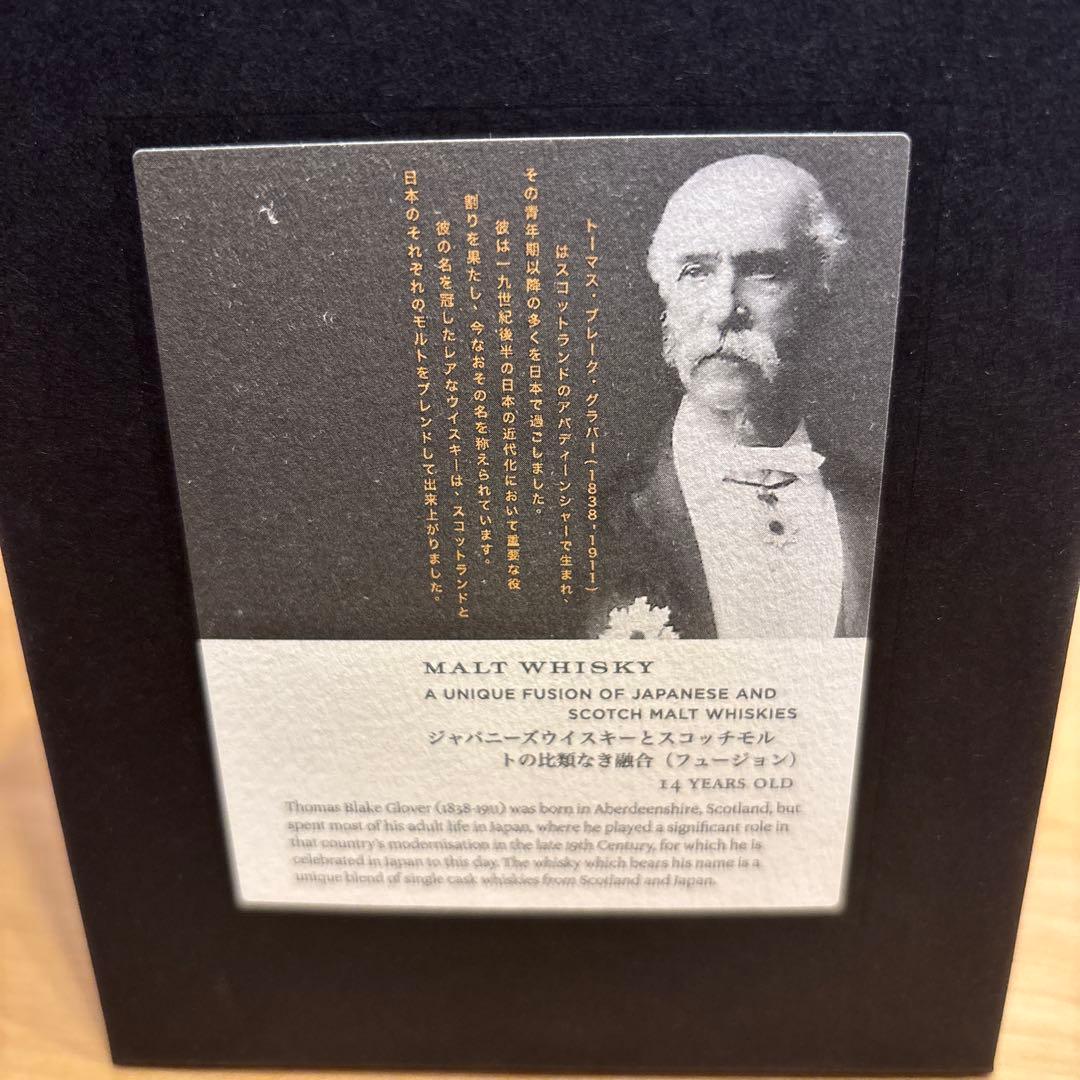 トーマス・ブレーク・グラバー(1838-1911)
はスコットランドのアバディーンシャーで生まれ、
その青年期以降の多くを日本で過ごしました。
彼は一九世紀後半の日本の近代化において重要な役
割りを果たし、今なおその名を称えられています。
彼の名を冠したレアなウイスキーは、スコットランドと
日本のそれぞれのモルトをブレンドして出来上がりました。
MALT WHISKY
A UNIQUE FUSION OF JAPANESE AND
SCOTCH MALT WHISKIES
ジャパニーズウイスキーとスコッチモル
トの比類なき融合（フュージョン）
14 YEARS OLD
Thomas Blake Glover (1838-1911) was born in Aberdeenshire, Scotland, but
spent most of his adult life in Japan, where he played a significant role in
that country's modernisation in the late 19th Century, for which he is
celebrated in Japan to this day. The whisky which bears his name is a
unique blend of single cask whiskies from Scotland and Japan.